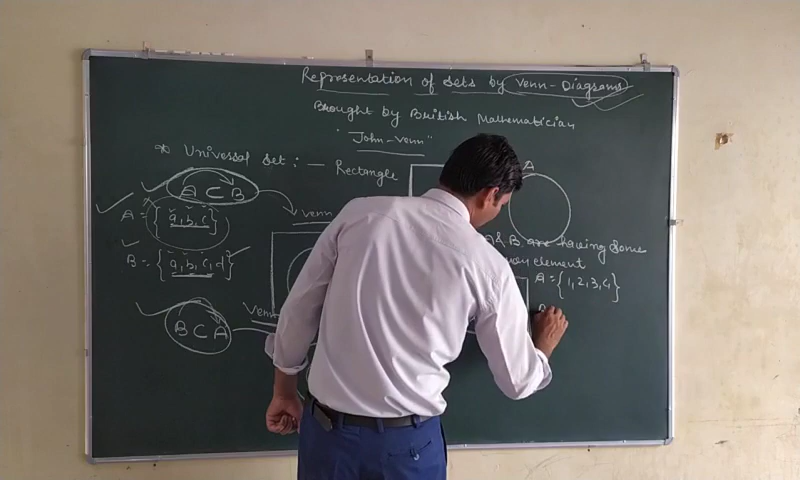 Representation of sets by Venn-Diagrams
Brought by British Mathematician
"John-Venn"
* Universal set : — Rectangle
A ⊂ B
A = {a, b, c}
Venn
B = {a, b, c, d}
B ⊂ A
Venn
A
A & B are having some
element
A = {1, 2, 3, 4}